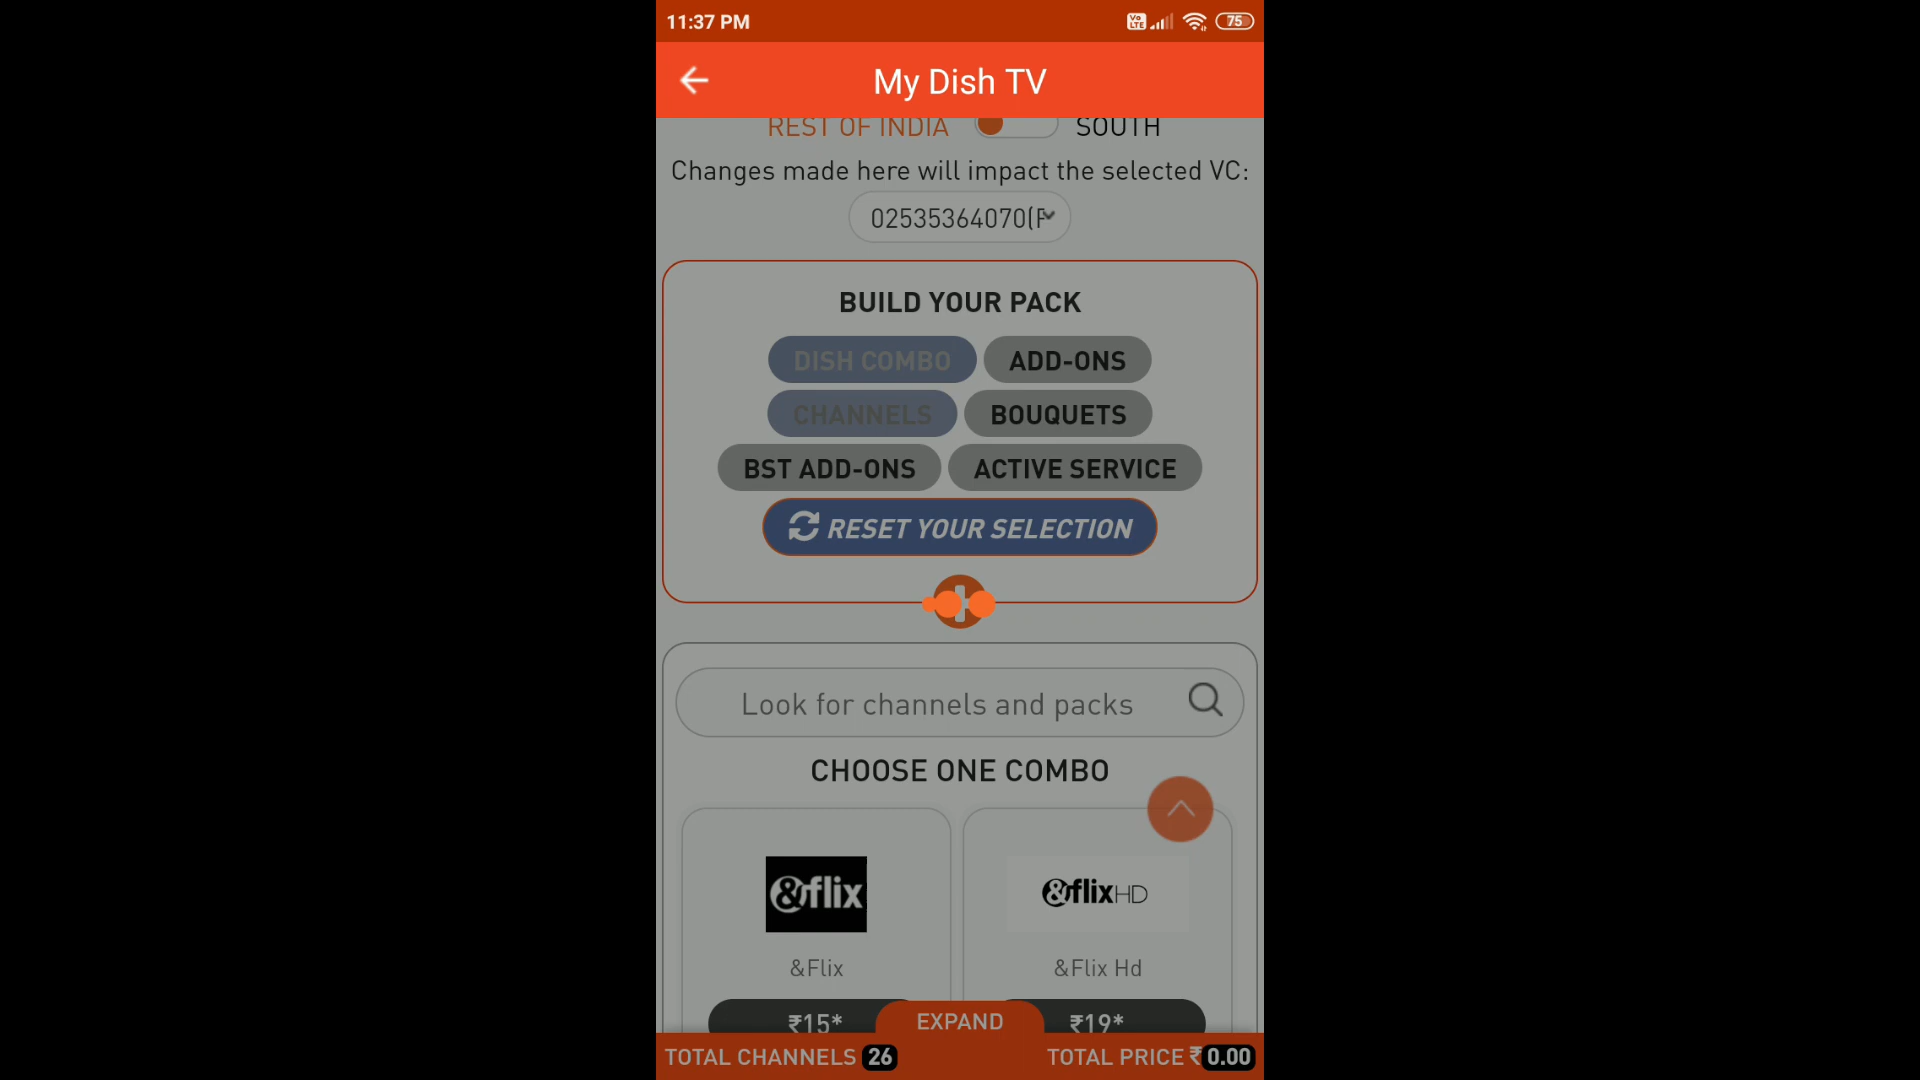 11:37 PM
Vo LTE
75
My Dish TV
REST OF INDIA SOUTH
Changes made here will impact the selected VC:
02535364070(F
BUILD YOUR PACK
DISH COMBO ADD-ONS
CHANNELS BOUQUETS
BST ADD-ONS ACTIVE SERVICE
RESET YOUR SELECTION
Look for channels and packs
CHOOSE ONE COMBO
&flix &flixHD
&Flix &Flix Hd
₹15* ₹19*
EXPAND
TOTAL CHANNELS 26 TOTAL PRICE ₹ 0.00